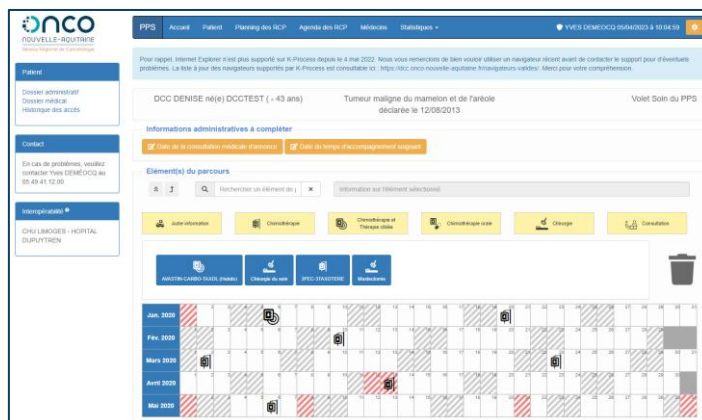 ONCO
NOUVELLE-AQUITAINE
Réseau Régional de Cancérologie
PPS Accueil Patient Planning des RCP Agenda des RCP Médecins Statistiques
YVES DEMEOCQ 05/04/2023 à 10:04:59
Pour rappel, Internet Explorer n'est plus supporté sur K-Process depuis le 4 mai 2022. Nous vous remercions de bien vouloir utiliser un navigateur récent avant de contacter le support pour d'éventuels
problèmes. La liste à jour des navigateurs supportés par K-Process est consultable ici : https://dcc.onco-nouvelle-aquitaine.fr/navigateurs-valides/. Merci pour votre compréhension.
Patient
Dossier administratif
Dossier médical
Historique des accès
Contact
En cas de problèmes, veuillez
contacter Yves DEMÉOCQ au
05.49.41.12.00
Interopérabilité
CHU LIMOGES - HOPITAL
DUPUYTREN
DCC DENISE né(e) DCCTEST ( - 43 ans)
Tumeur maligne du mamelon et de l'aréole
déclarée le 12/08/2013
Volet Soin du PPS
Informations administratives à compléter
Date de la consultation médicale d'annonce
Date du temps d'accompagnement soignant
Elément(s) du parcours
Rechercher un élément de
Information sur l'élément sélectionné
Autre information
Chimiothérapie
Chimiothérapie et
Thérapie ciblée
Chimiothérapie orale
Chirurgie
Consultation
AVASTIN-CARBO-TAXOL (Hebdo)
Chirurgie du sein
3FEC-3TAXOTERE
Mastectomie
Jan. 2020
Fév. 2020
Mars 2020
Avril 2020
Mai 2020